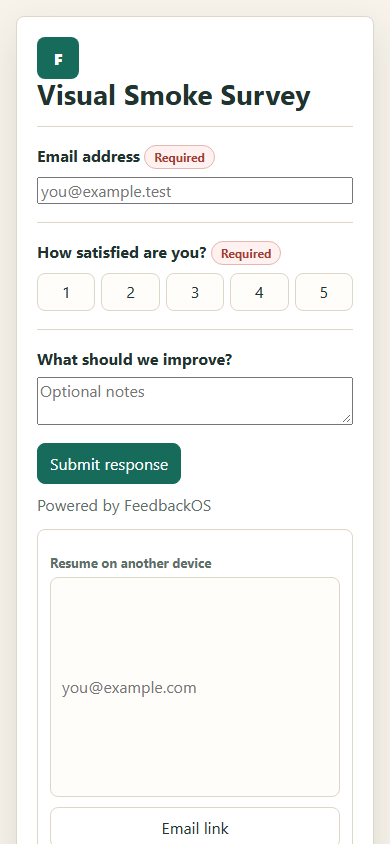 F
Visual Smoke Survey
Email address Required
you@example.test
How satisfied are you? Required
1 2 3 4 5
What should we improve?
Optional notes
Submit response
Powered by FeedbackOS
Resume on another device
you@example.com
Email link